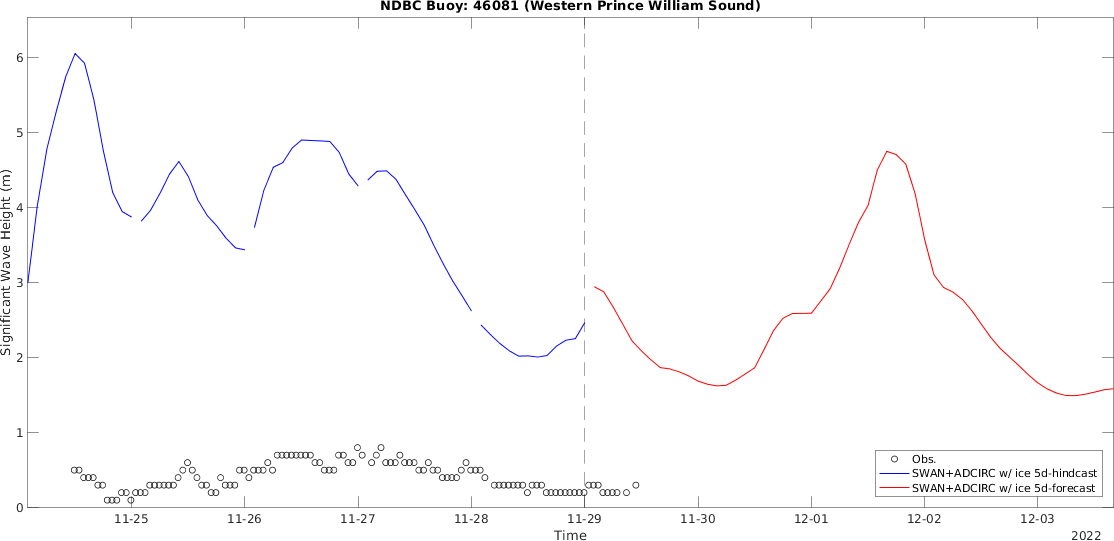 NDBC Buoy: 46081 (Western Prince William Sound)
Significant Wave Height (m)
6
5
4
3
2
1
0
Obs.
SWAN+ADCIRC w/ ice 5d-hindcast
SWAN+ADCIRC w/ ice 5d-forecast
11-25 11-26 11-27 11-28 11-29 11-30 12-01 12-02 12-03
Time
2022